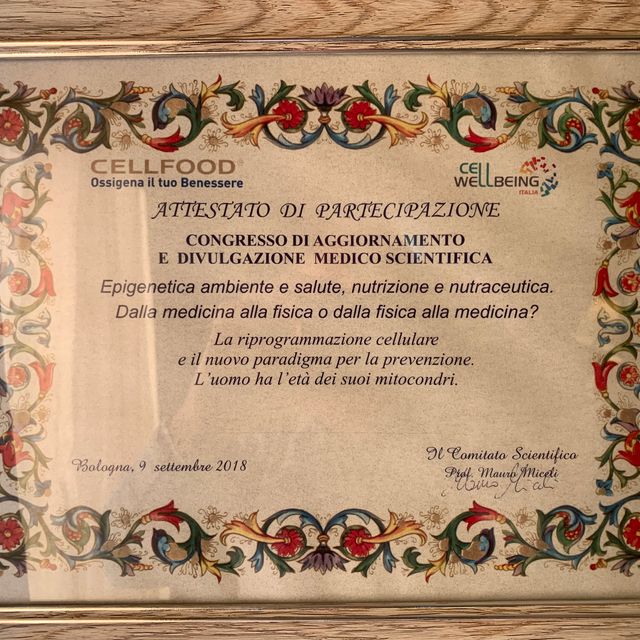 CELLFOOD®
Ossigena il tuo Benessere
CELL
WELLBEING
ITALIA
ATTESTATO DI PARTECIPAZIONE
CONGRESSO DI AGGIORNAMENTO
E DIVULGAZIONE MEDICO SCIENTIFICA
Epigenetica ambiente e salute, nutrizione e nutraceutica.
Dalla medicina alla fisica o dalla fisica alla medicina?
La riprogrammazione cellulare
e il nuovo paradigma per la prevenzione.
L'uomo ha l'età dei suoi mitocondri.
Bologna, 9 settembre 2018
Il Comitato Scientifico
Prof. Mauro Miceli
Mauro Miceli